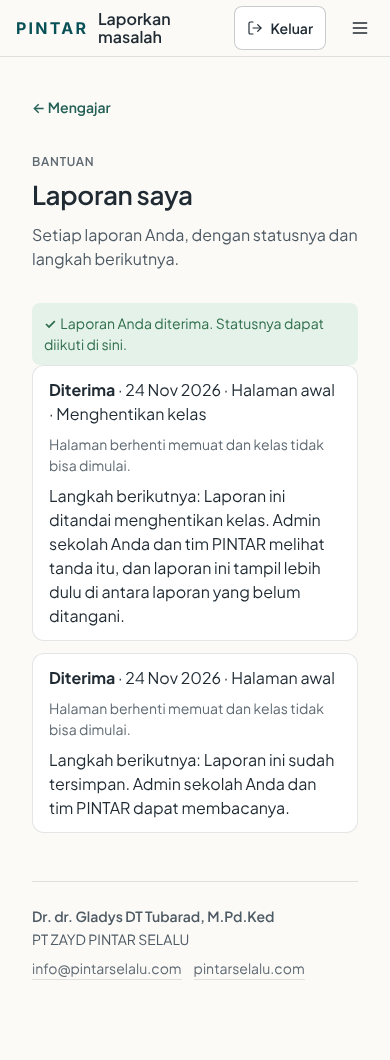 PINTAR
Laporkan
masalah
Keluar
← Mengajar
BANTUAN
Laporan saya
Setiap laporan Anda, dengan statusnya dan
langkah berikutnya.
✓ Laporan Anda diterima. Statusnya dapat
diikuti di sini.
Diterima · 24 Nov 2026 · Halaman awal
· Menghentikan kelas
Halaman berhenti memuat dan kelas tidak
bisa dimulai.
Langkah berikutnya: Laporan ini
ditandai menghentikan kelas. Admin
sekolah Anda dan tim PINTAR melihat
tanda itu, dan laporan ini tampil lebih
dulu di antara laporan yang belum
ditangani.
Diterima · 24 Nov 2026 · Halaman awal
Halaman berhenti memuat dan kelas tidak
bisa dimulai.
Langkah berikutnya: Laporan ini sudah
tersimpan. Admin sekolah Anda dan
tim PINTAR dapat membacanya.
Dr. dr. Gladys DT Tubarad, M.Pd.Ked
PT ZAYD PINTAR SELALU
info@pintarselalu.com pintarselalu.com